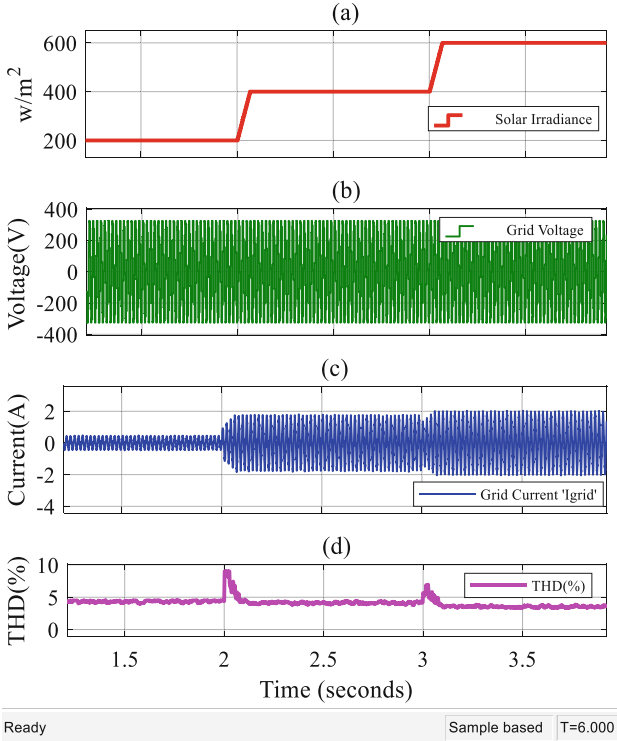 (a)
w/m²
600
400
200
Solar Irradiance
(b)
Voltage(V)
400
200
0
-200
-400
Grid Voltage
(c)
Current(A)
2
0
-2
-4
Grid Current 'Igrid'
(d)
THD(%)
10
5
0
THD(%)
1.5 2 2.5 3 3.5
Time (seconds)
Ready Sample based T=6.000